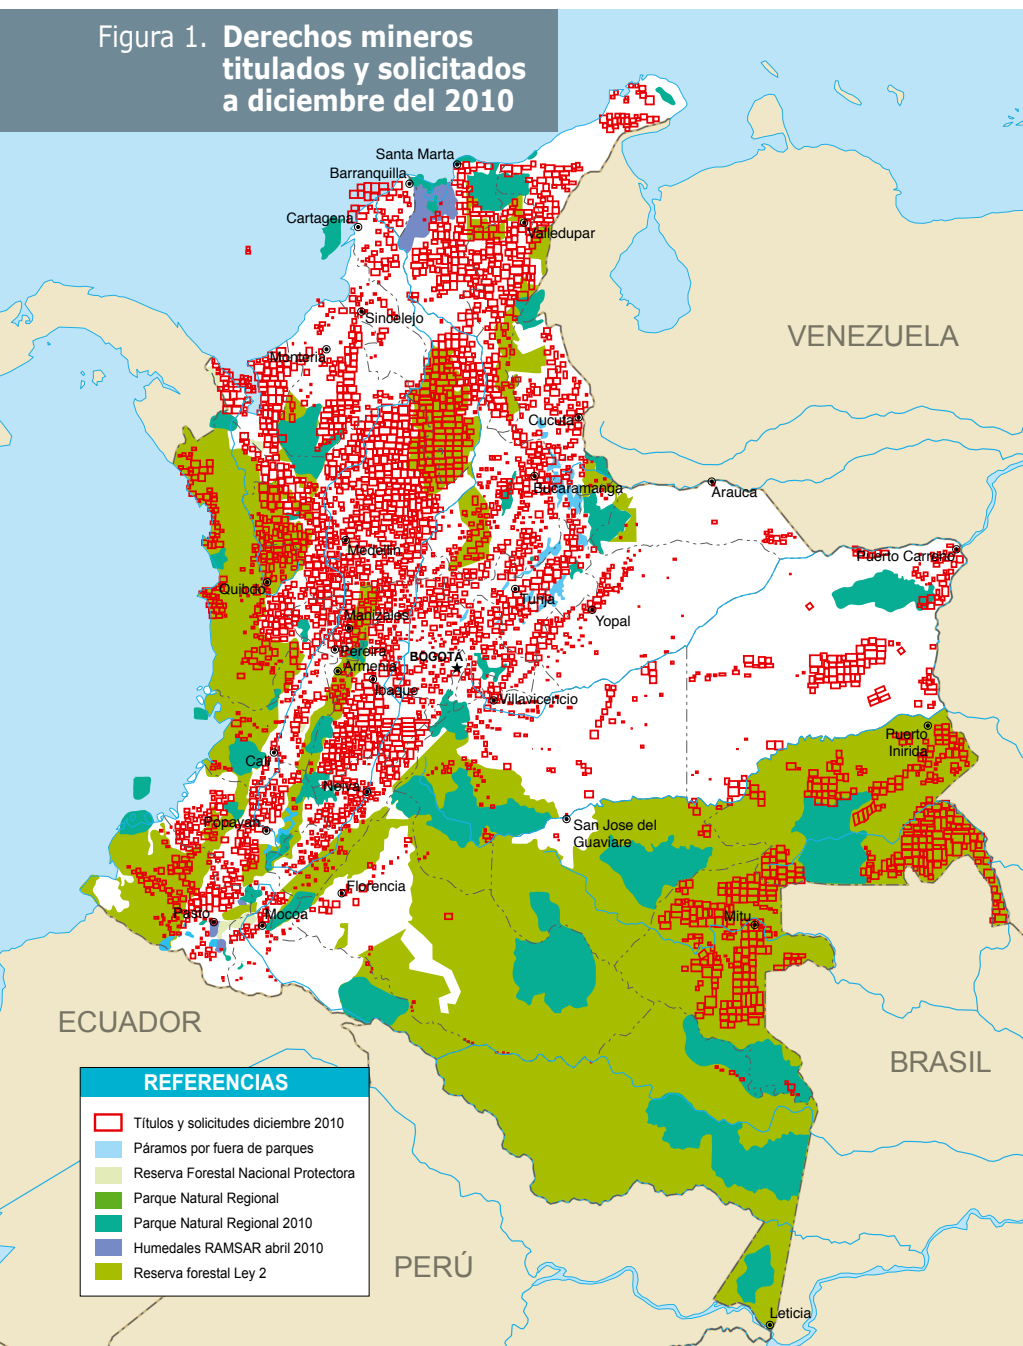 Figura 1. Derechos mineros
titulados y solicitados
a diciembre del 2010
Santa Marta
Barranquilla
Cartagena
Valledupar
Sincelejo
Montería
VENEZUELA
Cucuta
Bucaramanga
Arauca
Medellín
Puerto Carreño
Quibdó
Tunja
Manizales
Yopal
Pereira
BOGOTÁ
Armenia
Ibague
Villavicencio
Puerto
Inirida
Cali
Neiva
Popayán
San Jose del
Guaviare
Florencia
Pasto
Mocoa
Mitu
ECUADOR
BRASIL
REFERENCIAS
Títulos y solicitudes diciembre 2010
Páramos por fuera de parques
Reserva Forestal Nacional Protectora
Parque Natural Regional
Parque Natural Regional 2010
Humedales RAMSAR abril 2010
Reserva forestal Ley 2
PERÚ
Leticia